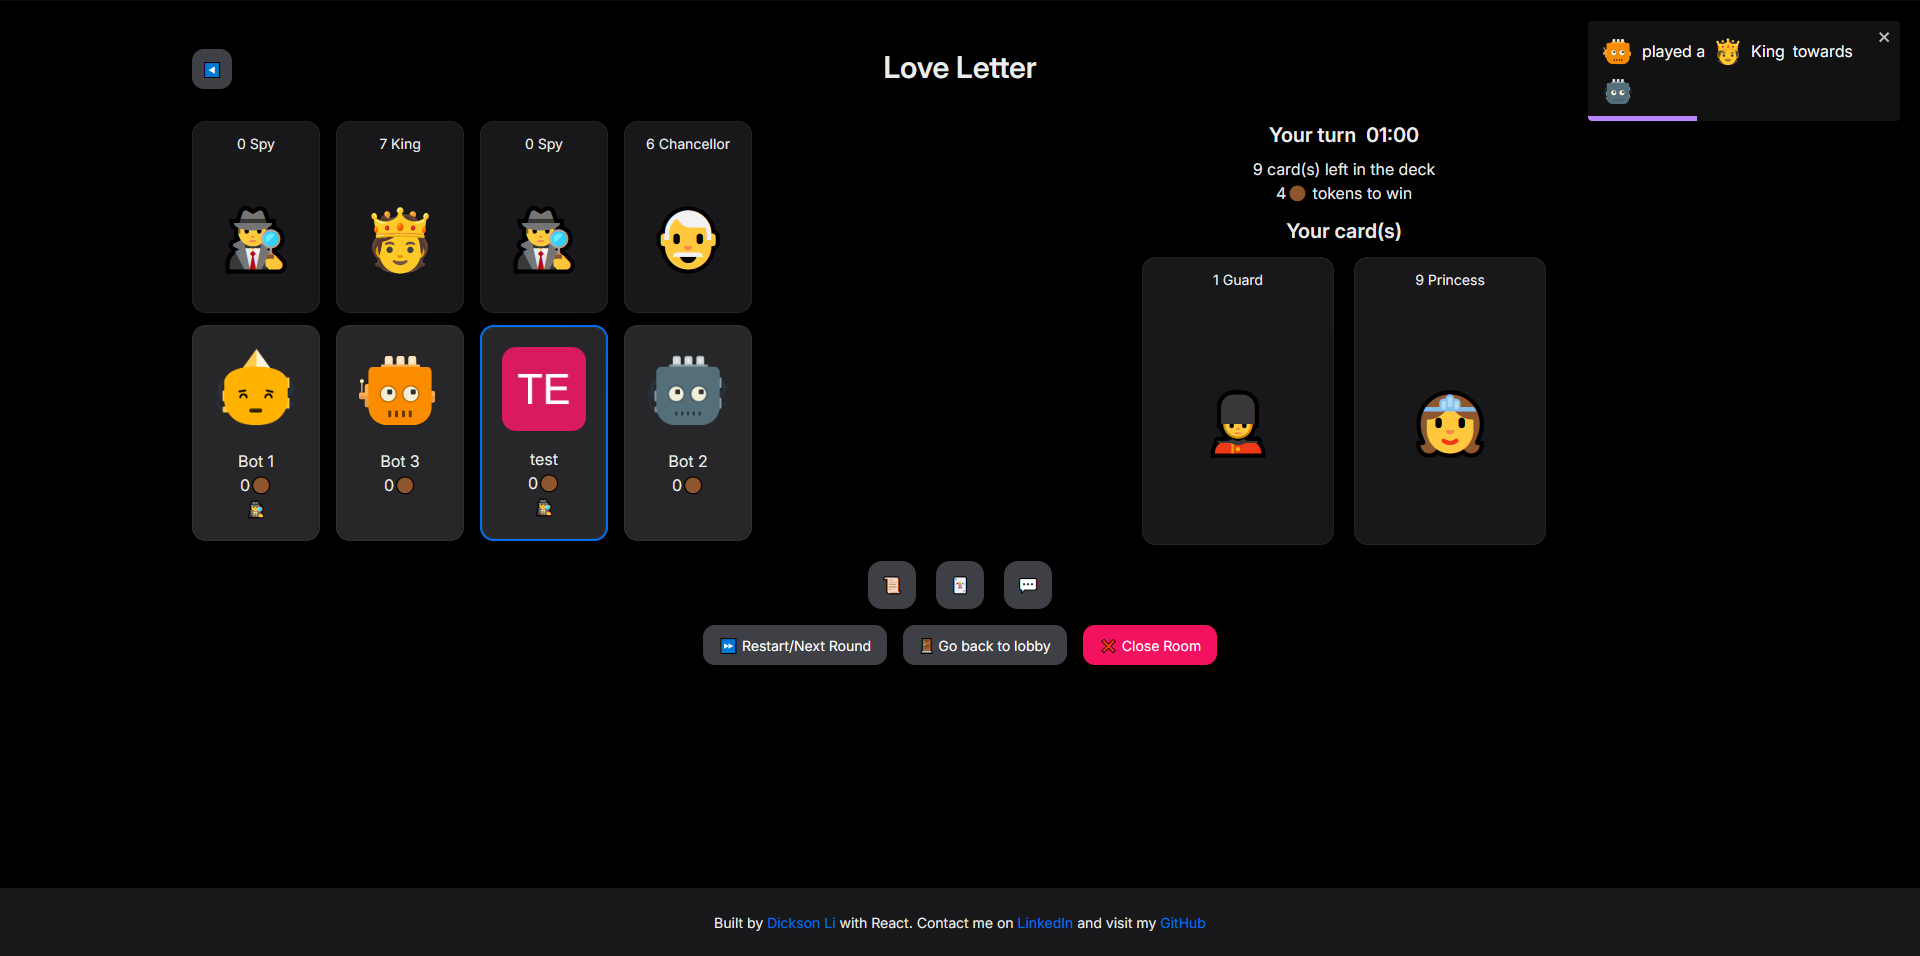 Love Letter
played a King towards
0 Spy
7 King
0 Spy
6 Chancellor
Bot 1
0
Bot 3
0
TE
test
0
Bot 2
0
Your turn 01:00
9 card(s) left in the deck
4 tokens to win
Your card(s)
1 Guard
9 Princess
Restart/Next Round
Go back to lobby
Close Room
Built by Dickson Li with React. Contact me on LinkedIn and visit my GitHub